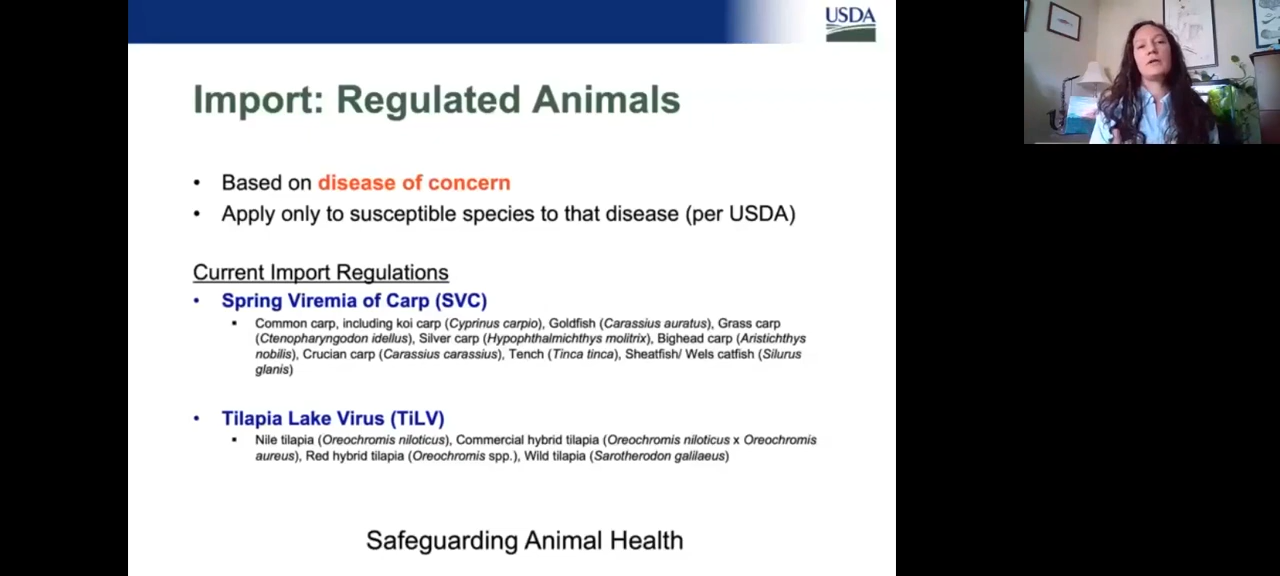 USDA
Import: Regulated Animals
• Based on disease of concern
• Apply only to susceptible species to that disease (per USDA)
Current Import Regulations
• Spring Viremia of Carp (SVC)
▪ Common carp, including koi carp (Cyprinus carpio), Goldfish (Carassius auratus), Grass carp
(Ctenopharyngodon idellus), Silver carp (Hypophthalmichthys molitrix), Bighead carp (Aristichthys
nobilis), Crucian carp (Carassius carassius), Tench (Tinca tinca), Sheatfish/ Wels catfish (Silurus
glanis)
• Tilapia Lake Virus (TiLV)
▪ Nile tilapia (Oreochromis niloticus), Commercial hybrid tilapia (Oreochromis niloticus x Oreochromis
aureus), Red hybrid tilapia (Oreochromis spp.), Wild tilapia (Sarotherodon galilaeus)
Safeguarding Animal Health